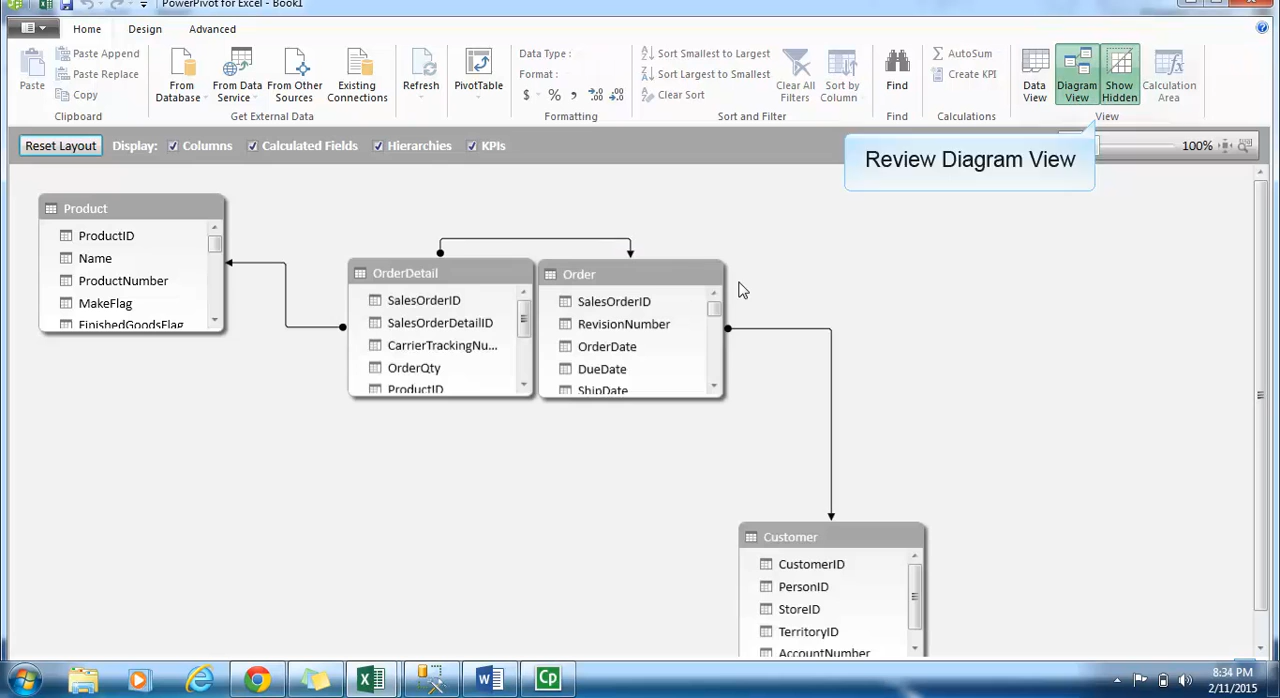 PowerPivot for Excel - Book1
Home Design Advanced
Paste
Paste Append
Paste Replace
Copy
Clipboard
From Database
From Data Service
From Other Sources
Existing Connections
Get External Data
Refresh
PivotTable
Data Type :
Format :
$ % ,
Formatting
Sort Smallest to Largest
Sort Largest to Smallest
Clear Sort
Clear All Filters
Sort by Column
Sort and Filter
Find
Find
AutoSum
Create KPI
Calculations
Data View
Diagram View
Show Hidden
Calculation Area
View
Reset Layout Display: Columns Calculated Fields Hierarchies KPIs
100%
Review Diagram View
Product
ProductID
Name
ProductNumber
MakeFlag
FinishedGoodsFlag
OrderDetail
SalesOrderID
SalesOrderDetailID
CarrierTrackingNu...
OrderQty
ProductID
Order
SalesOrderID
RevisionNumber
OrderDate
DueDate
ShipDate
Customer
CustomerID
PersonID
StoreID
TerritoryID
AccountNumber
Cp
8:34 PM
2/11/2015